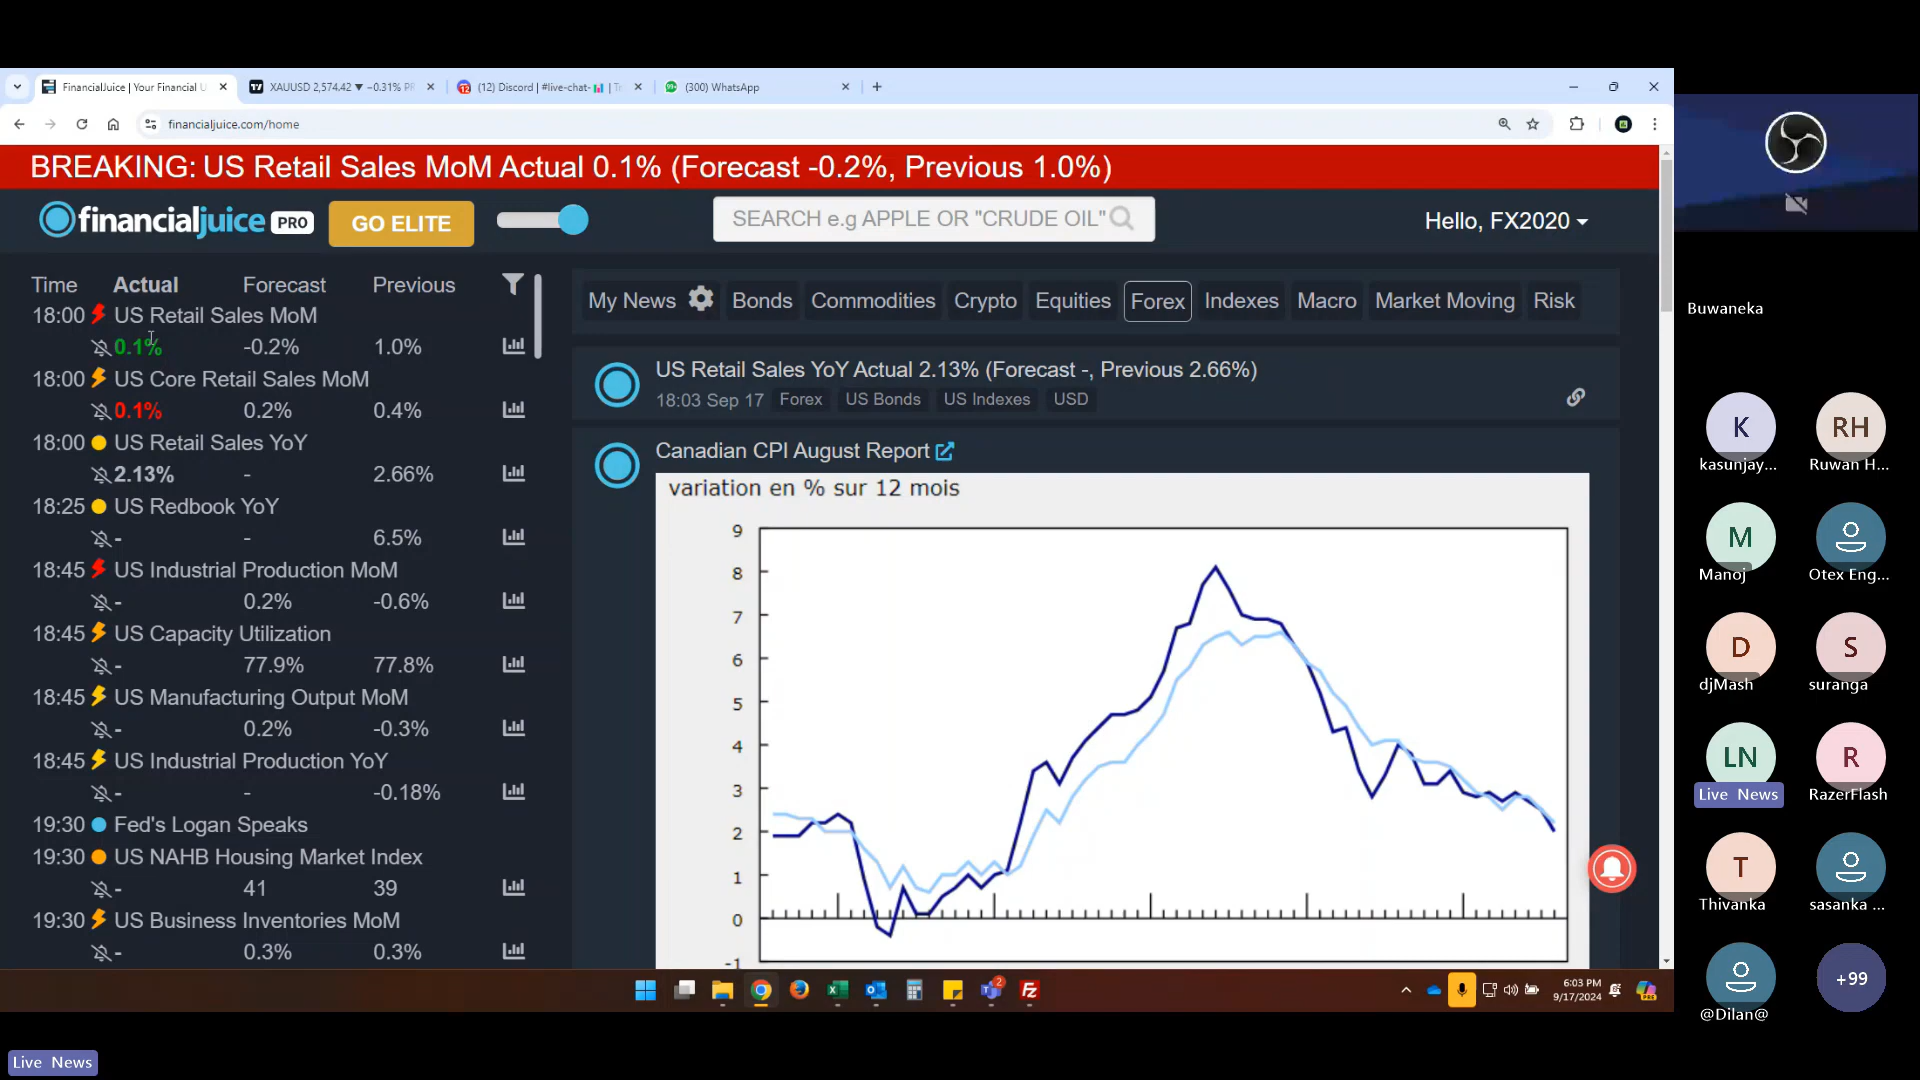 FinancialJuice | Your Financial U
XAUUSD 2,574.42 ▼ −0.31% Pr
(12) Discord | #live-chat- | Tr
(300) WhatsApp
financialjuice.com/home
BREAKING: US Retail Sales MoM Actual 0.1% (Forecast -0.2%, Previous 1.0%)
financialjuice PRO
GO ELITE
SEARCH e.g APPLE OR "CRUDE OIL"
Hello, FX2020
Time Actual Forecast Previous
18:00 US Retail Sales MoM
0.1% -0.2% 1.0%
18:00 US Core Retail Sales MoM
0.1% 0.2% 0.4%
18:00 US Retail Sales YoY
2.13% - 2.66%
18:25 US Redbook YoY
- - 6.5%
18:45 US Industrial Production MoM
- 0.2% -0.6%
18:45 US Capacity Utilization
- 77.9% 77.8%
18:45 US Manufacturing Output MoM
- 0.2% -0.3%
18:45 US Industrial Production YoY
- - -0.18%
19:30 Fed's Logan Speaks
19:30 US NAHB Housing Market Index
- 41 39
19:30 US Business Inventories MoM
- 0.3% 0.3%
My News Bonds Commodities Crypto Equities Forex Indexes Macro Market Moving Risk
US Retail Sales YoY Actual 2.13% (Forecast -, Previous 2.66%)
18:03 Sep 17 Forex US Bonds US Indexes USD
Canadian CPI August Report
variation en % sur 12 mois
9
8
7
6
5
4
3
2
1
0
-1
6:03 PM
9/17/2024
2
Buwaneka
K RH
kasunjay... Ruwan H...
M
Manoj Otex Eng...
D S
djMash suranga
LN R
Live News RazerFlash
T
Thivanka sasanka ...
+99
@Dilan@
Live News